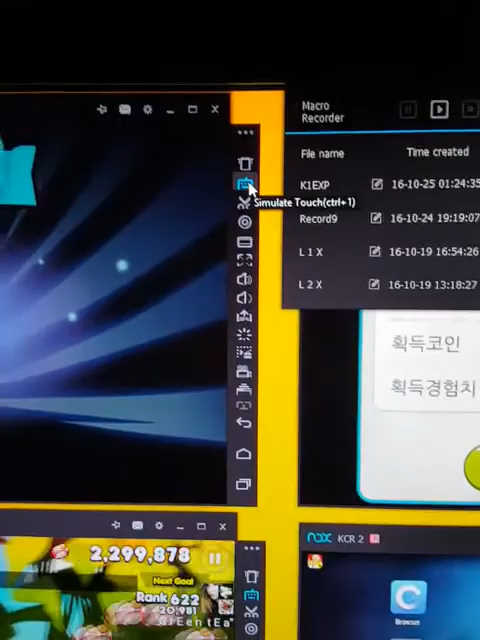 Macro
Recorder
File name Time created
K1EXP 16-10-25 01:24:35
Simulate Touch(ctrl+1)
Record9 16-10-24 19:19:07
L 1 X 16-10-19 16:54:26
L 2 X 16-10-19 13:18:27
획득코인
획득경험치
nox KCR 2
2,299,878
Next Goal
Rank 622
20,981
GIEentEa
Browser